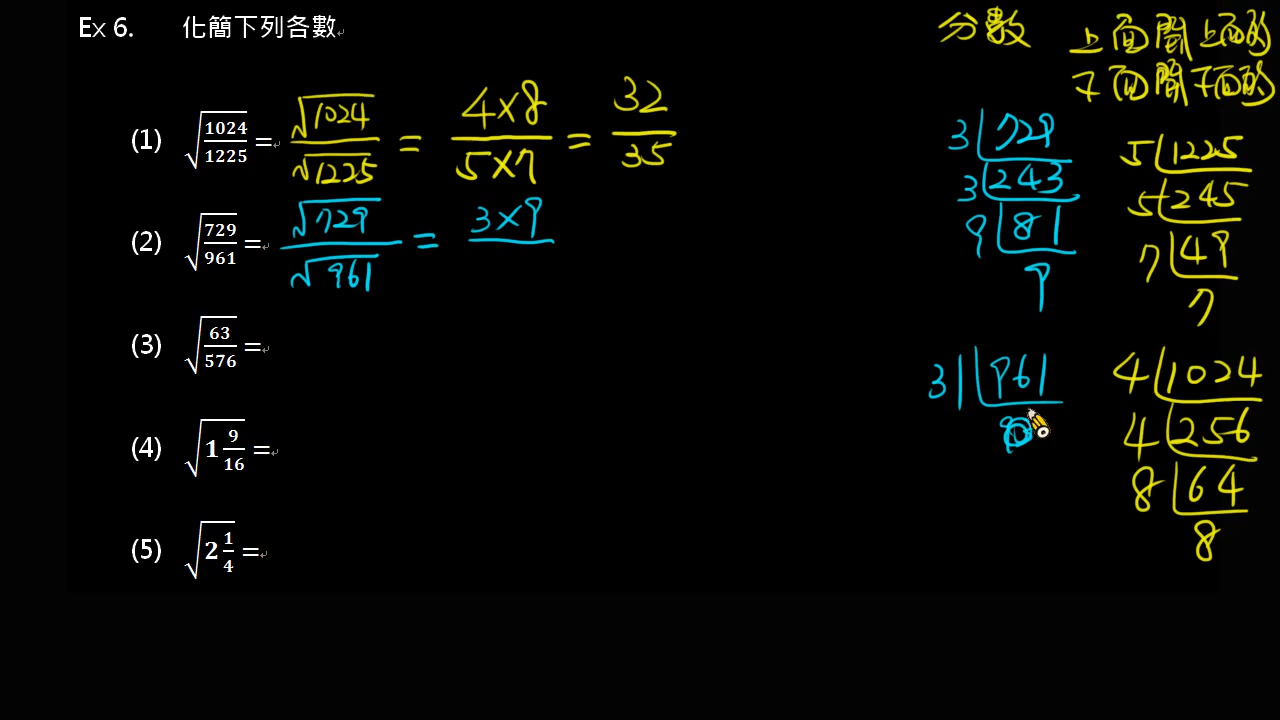 Ex 6. 化簡下列各數
分數 上面開上面的
下面開下面的
(1) √(1024/1225) = √1024/√1225 = 4×8/5×7 = 32/35
(2) √(729/961) = √729/√961 = 3×9
(3) √(63/576) =
(4) √(1 9/16) =
(5) √(2 1/4) =
3 729
3 243
9 81
9
5 1225
5 245
7 49
7
31 961
4 1024
4 256
8 64
8